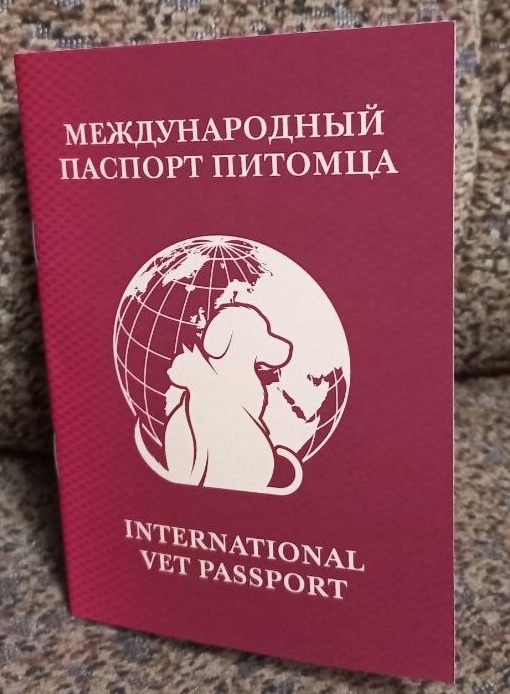 МЕЖДУНАРОДНЫЙ
ПАСПОРТ ПИТОМЦА
INTERNATIONAL
VET PASSPORT